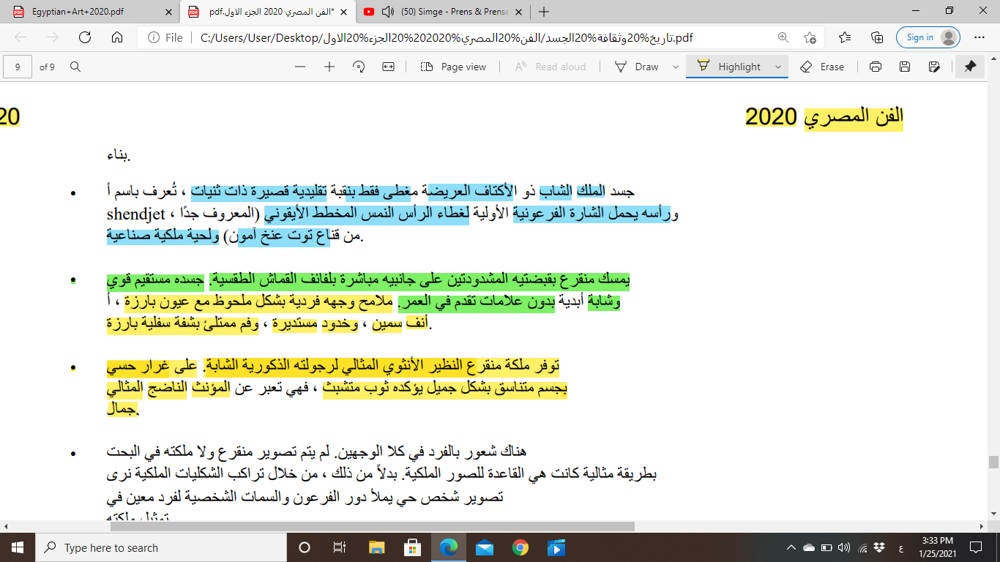 Egyptian+Art+2020.pdf
*الفن المصري 2020 الجزء الاول.pdf
(50) Simge - Prens & Prense
File
C:/Users/User/Desktop/تاريخ%20وثقافة%20الجسد/الفن%20المصري%202020%20الجزء%20الاول.pdf
Sign in
9 of 9
Page view
Read aloud
Draw
Highlight
Erase
20
الفن المصري 2020
بناء.
جسد الملك الشاب ذو الأكتاف العريضة مغطى فقط بنقبة تقليدية قصيرة ذات ثنيات ، تُعرف باسم أ
shendjet ، ورأسه يحمل الشارة الفرعونية الأولية لغطاء الرأس النمس المخطط الأيقوني (المعروف جدًا
من قناع توت عنخ آمون) ولحية ملكية صناعية.
يمسك منقرع بقبضتيه المشدودتين على جانبيه مباشرة بلفائف القماش الطقسية. جسده مستقيم قوي
وشابة أبدية بدون علامات تقدم في العمر. ملامح وجهه فردية بشكل ملحوظ مع عيون بارزة ، أ
أنف سمين ، وخدود مستديرة ، وفم ممتلئ بشفة سفلية بارزة.
توفر ملكة منقرع النظير الأنثوي المثالي لرجولته الذكورية الشابة. على غرار حسي
بجسم متناسق بشكل جميل يؤكده ثوب متشبث ، فهي تعبر عن المؤنث الناضج المثالي
جمال.
هناك شعور بالفرد في كلا الوجهين. لم يتم تصوير منقرع ولا ملكته في البحت
بطريقة مثالية كانت هي القاعدة للصور الملكية. بدلاً من ذلك ، من خلال تراكب الشكليات الملكية نرى
تصوير شخص حي يملأ دور الفرعون والسمات الشخصية لفرد معين في
تمثيل ملكته
Type here to search
ع
3:33 PM
1/25/2021